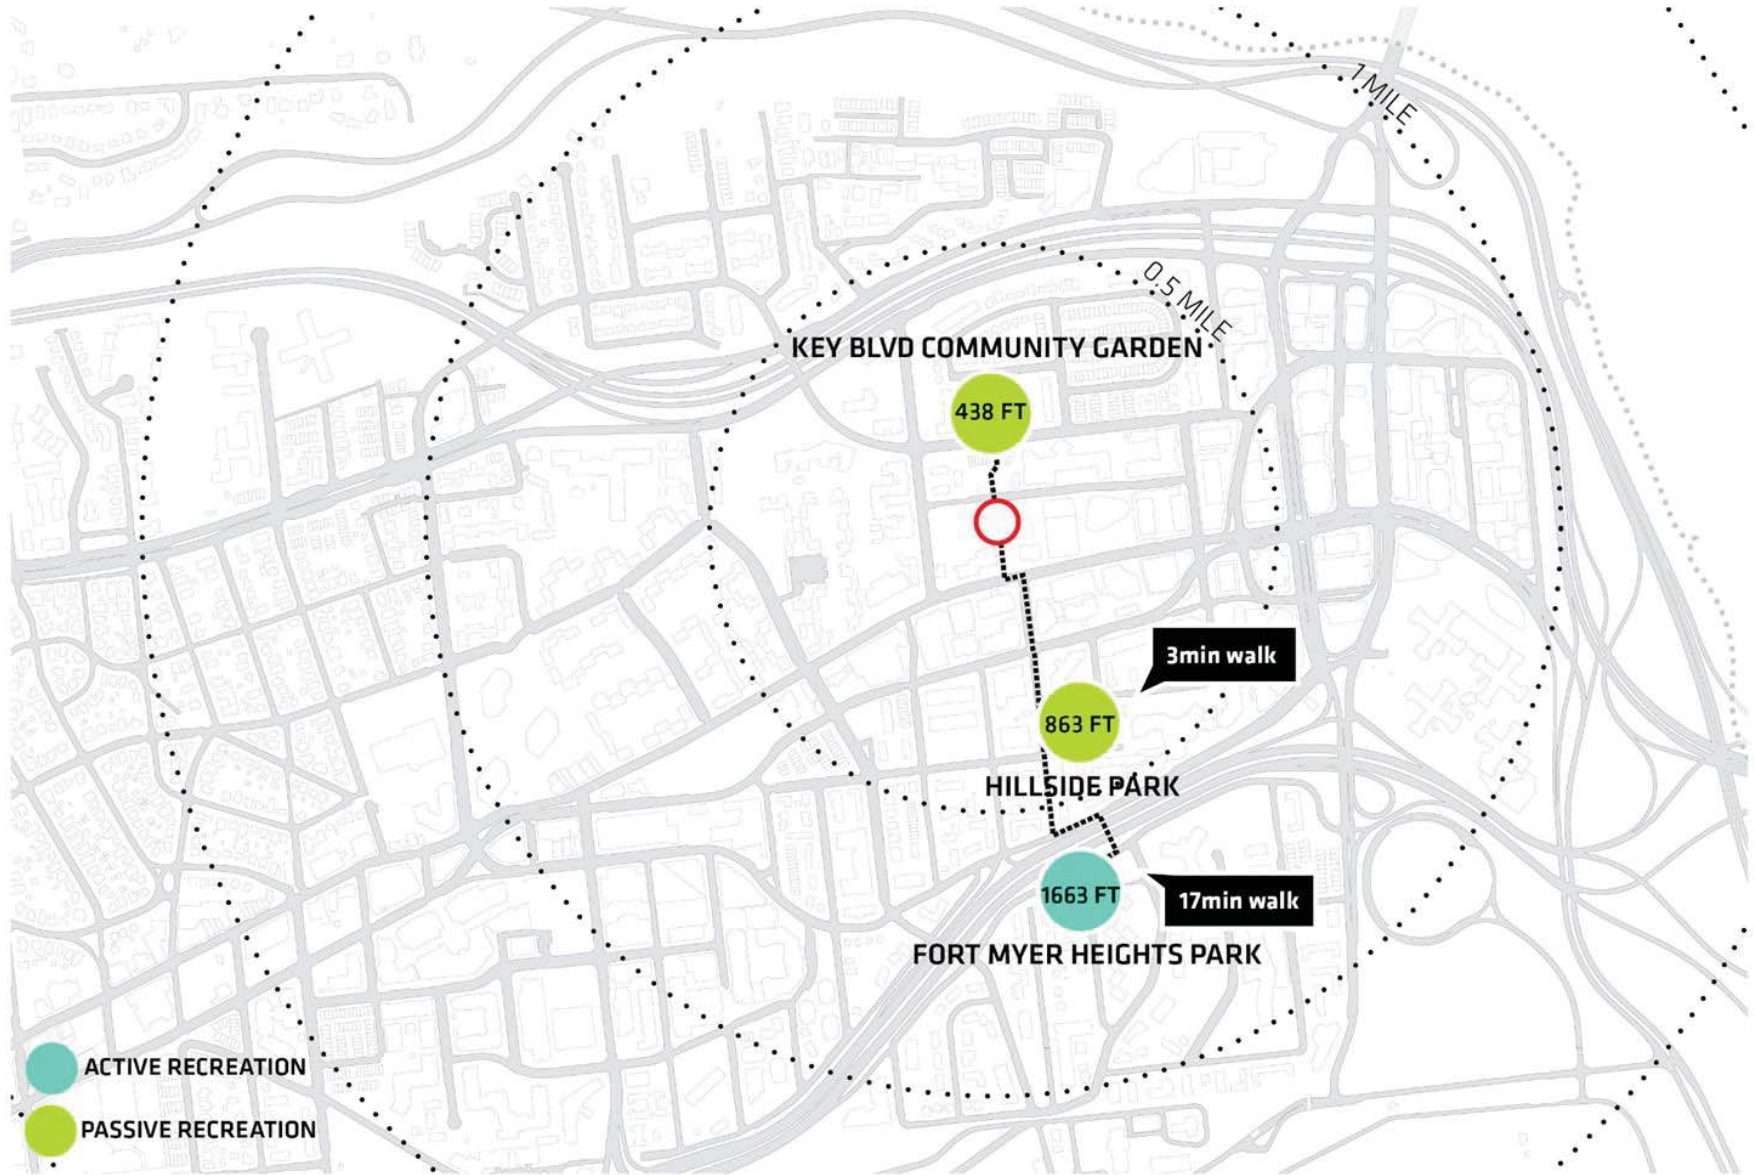 1 MILE
0.5 MILE
KEY BLVD COMMUNITY GARDEN
438 FT
3min walk
863 FT
HILLSIDE PARK
1663 FT
17min walk
FORT MYER HEIGHTS PARK
ACTIVE RECREATION
PASSIVE RECREATION